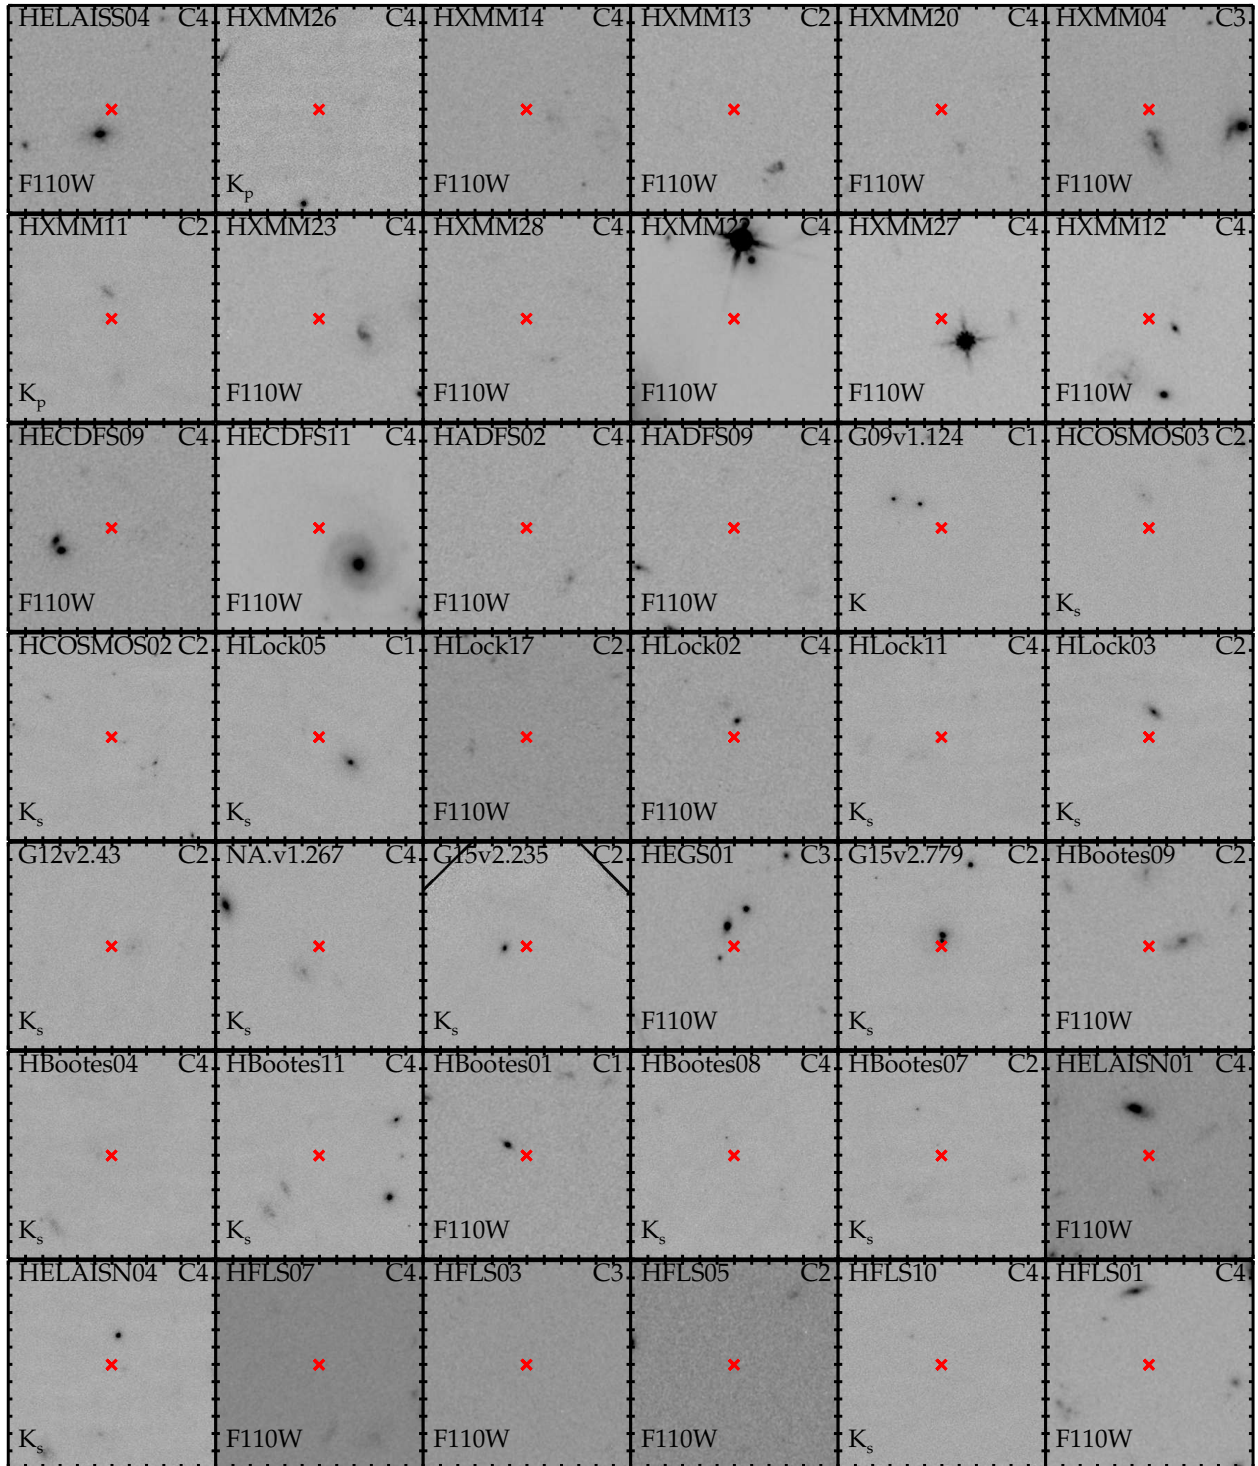 HELAISS04 C4 HXMM26 C4 HXMM14 C4 HXMM13 C2 HXMM20 C4 HXMM04 C3
F110W Kp F110W F110W F110W F110W
HXMM11 C2 HXMM23 C4 HXMM28 C4 HXMM22 C4 HXMM27 C4 HXMM12 C4
Kp F110W F110W F110W F110W F110W
HECDFS09 C4 HECDFS11 C4 HADFS02 C4 HADFS09 C4 G09v1.124 C1 HCOSMOS03 C2
F110W F110W F110W F110W K Ks
HCOSMOS02 C2 HLock05 C1 HLock17 C2 HLock02 C4 HLock11 C4 HLock03 C2
Ks Ks F110W F110W Ks Ks
G12v2.43 C2 NA.v1.267 C4 G15v2.235 C2 HEGS01 C3 G15v2.779 C2 HBootes09 C2
Ks Ks Ks F110W Ks F110W
HBootes04 C4 HBootes11 C4 HBootes01 C1 HBootes08 C4 HBootes07 C2 HELAISN01 C4
Ks Ks F110W Ks Ks F110W
HELAISN04 C4 HFLS07 C4 HFLS03 C3 HFLS05 C2 HFLS10 C4 HFLS01 C4
Ks F110W F110W F110W Ks F110W